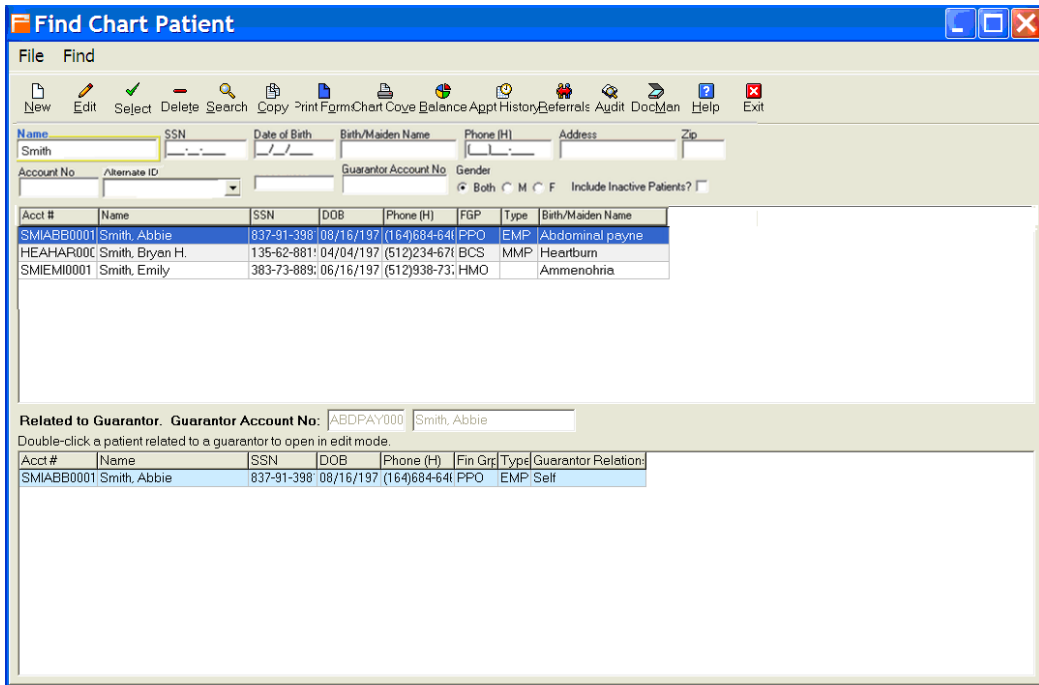 Find Chart Patient
File Find
New Edit Select Delete Search Copy Print Form Chart Cove Balance Appt History Referrals Audit DocMan Help Exit
Name SSN Date of Birth Birth/Maiden Name Phone (H) Address Zip
Smith __-__-____ _/_/__ (__)__-____
Account No Alternate ID Guarantor Account No Gender
Both M F Include Inactive Patients?
Acct # Name SSN DOB Phone (H) FGP Type Birth/Maiden Name
SMIABB0001 Smith, Abbie 837-91-398 08/16/197 (164)684-64 PPO EMP Abdominal payne
HEAHAR000 Smith, Bryan H. 135-62-881 04/04/197 (512)234-67 BCS MMP Heartburn
SMIEMI0001 Smith, Emily 383-73-889 06/16/197 (512)938-73 HMO Ammenohria
Related to Guarantor. Guarantor Account No: ABDPAY000 Smith, Abbie
Double-click a patient related to a guarantor to open in edit mode.
Acct # Name SSN DOB Phone (H) Fin Grp Type Guarantor Relation
SMIABB0001 Smith, Abbie 837-91-398 08/16/197 (164)684-64 PPO EMP Self